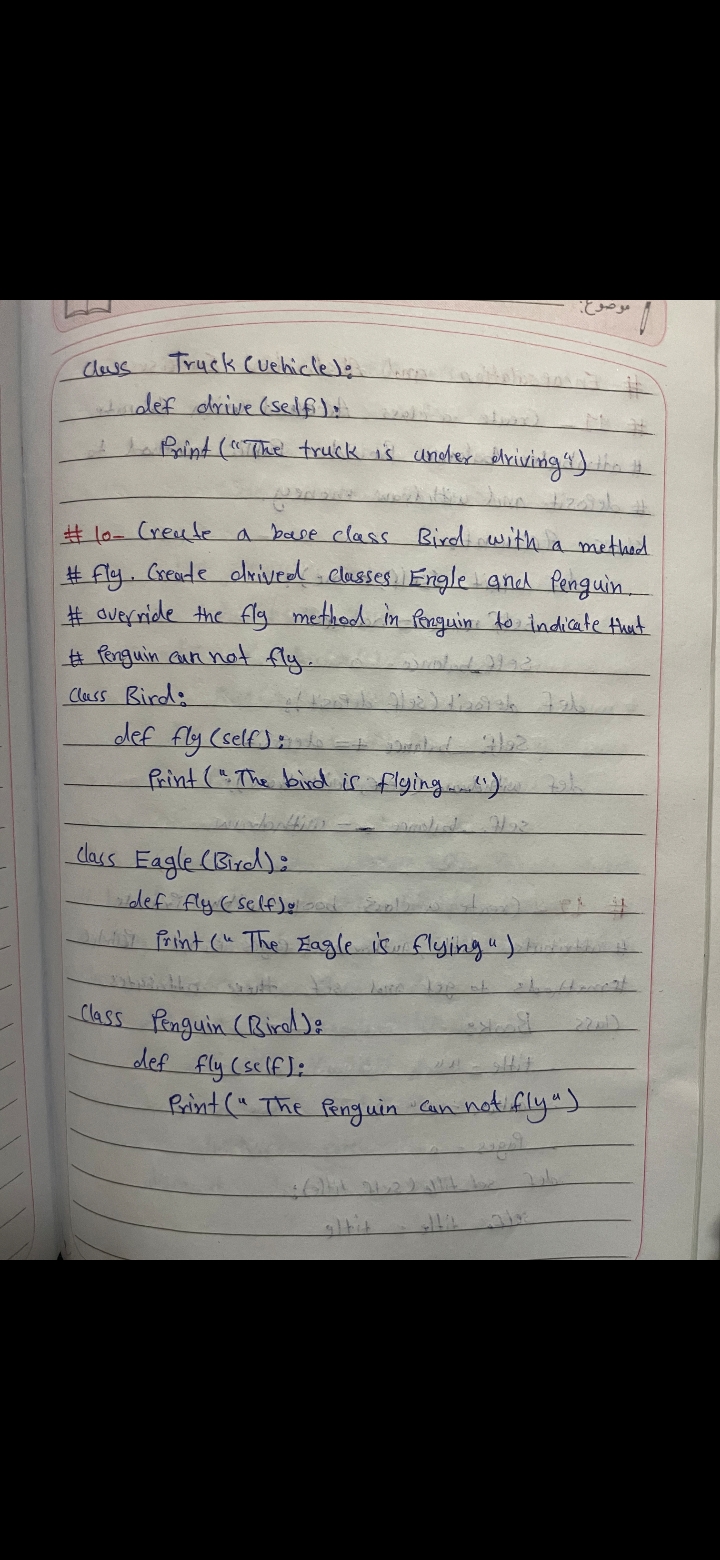 موضوع:
class Truck (vehicle):
def drive (self):
Print ("The truck is under driving")
# 10- Create a base class Bird with a method
# fly. Create drived classes Engle and Penguin.
# override the fly method in Penguin to indicate that
# Penguin can not fly.
class Bird:
def fly (self):
Print ("The bird is flying....")
class Eagle (Bird):
def fly (self):
Print (" The Eagle is flying")
class Penguin (Bird):
def fly (self):
Print (" The Penguin can not fly")